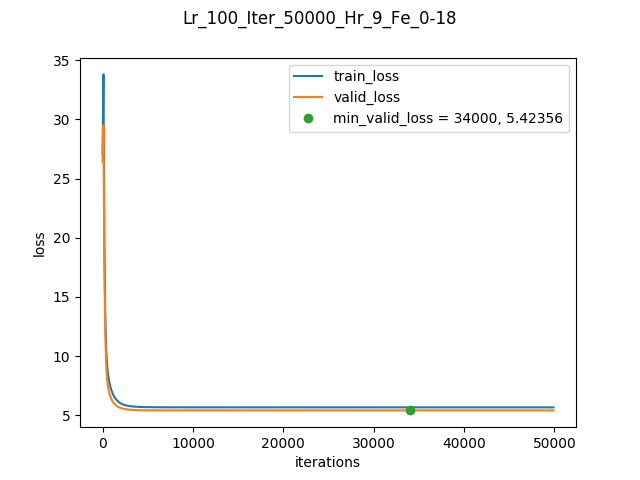 Lr_100_Iter_50000_Hr_9_Fe_0-18
train_loss
valid_loss
min_valid_loss = 34000, 5.42356
35
30
25
20
15
10
5
loss
0
10000
20000
30000
40000
50000
iterations